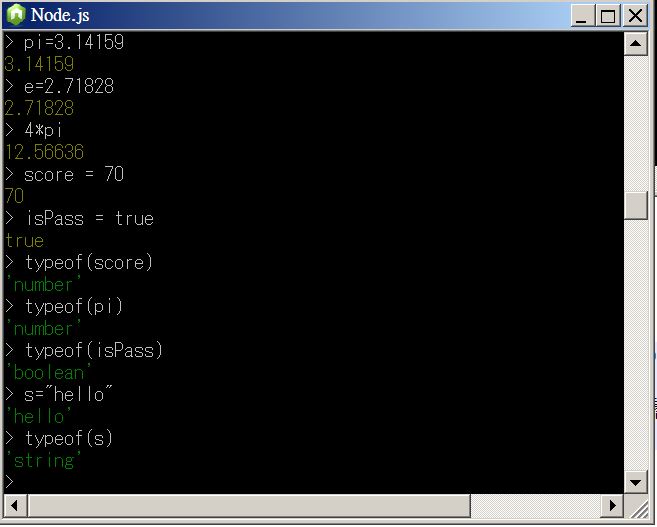 Node.js
> pi=3.14159
3.14159
> e=2.71828
2.71828
> 4*pi
12.56636
> score = 70
70
> isPass = true
true
> typeof(score)
'number'
> typeof(pi)
'number'
> typeof(isPass)
'boolean'
> s="hello"
'hello'
> typeof(s)
'string'
>